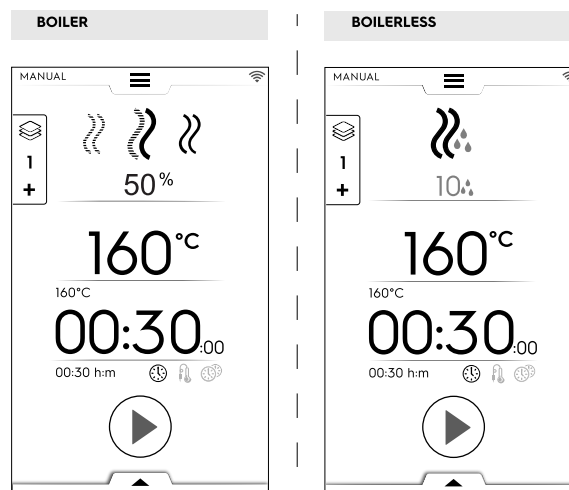 BOILER
MANUAL
1
+
50%
160°C
160°C
00:30:00
00:30 h:m
BOILERLESS
MANUAL
1
+
10
160°C
160°C
00:30:00
00:30 h:m